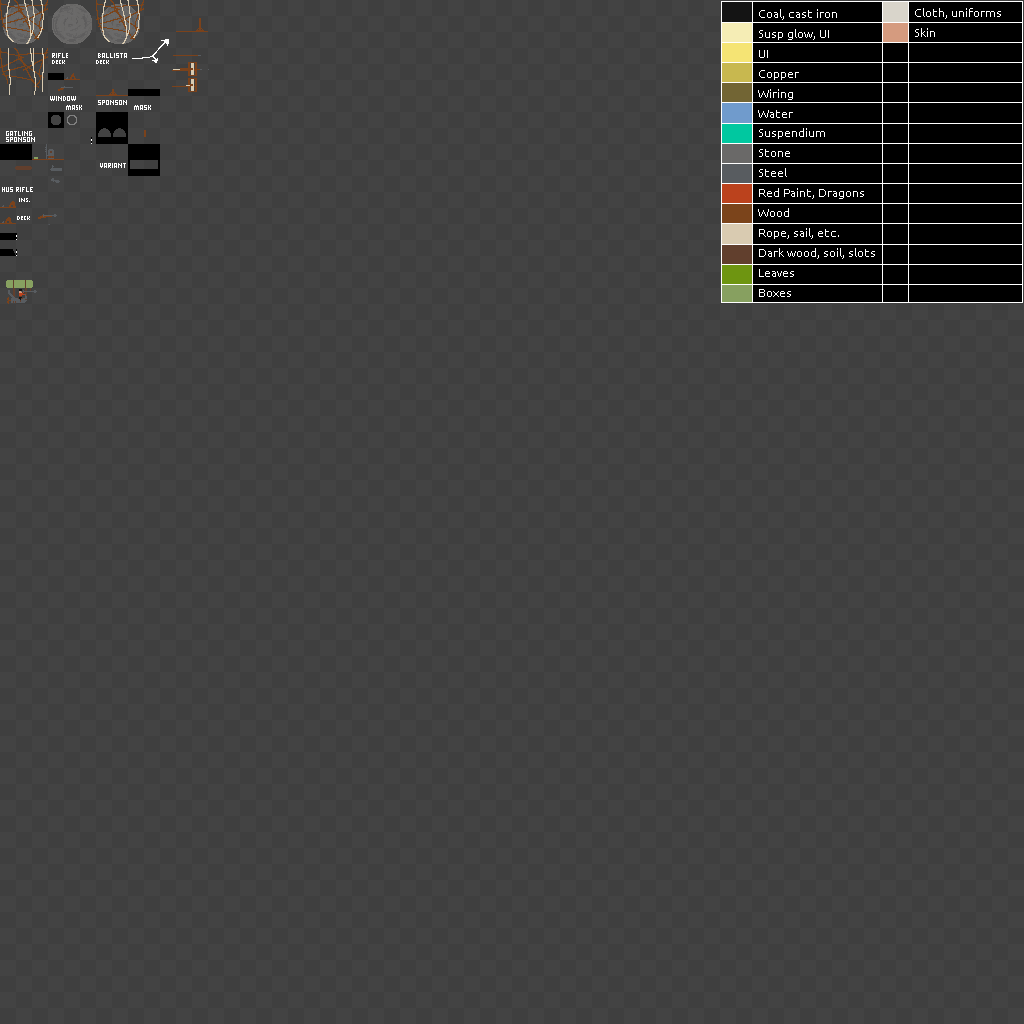 RIFLE
DECK
BALLISTA
DECK
WINDOW
MASK
SPONSON
MASK
GATLING
SPONSON
VARIANT
HUS RIFLE
INS.
DECK
Coal, cast iron
Cloth, uniforms
Susp glow, UI
Skin
UI
Copper
Wiring
Water
Suspendium
Stone
Steel
Red Paint, Dragons
Wood
Rope, sail, etc.
Dark wood, soil, slots
Leaves
Boxes